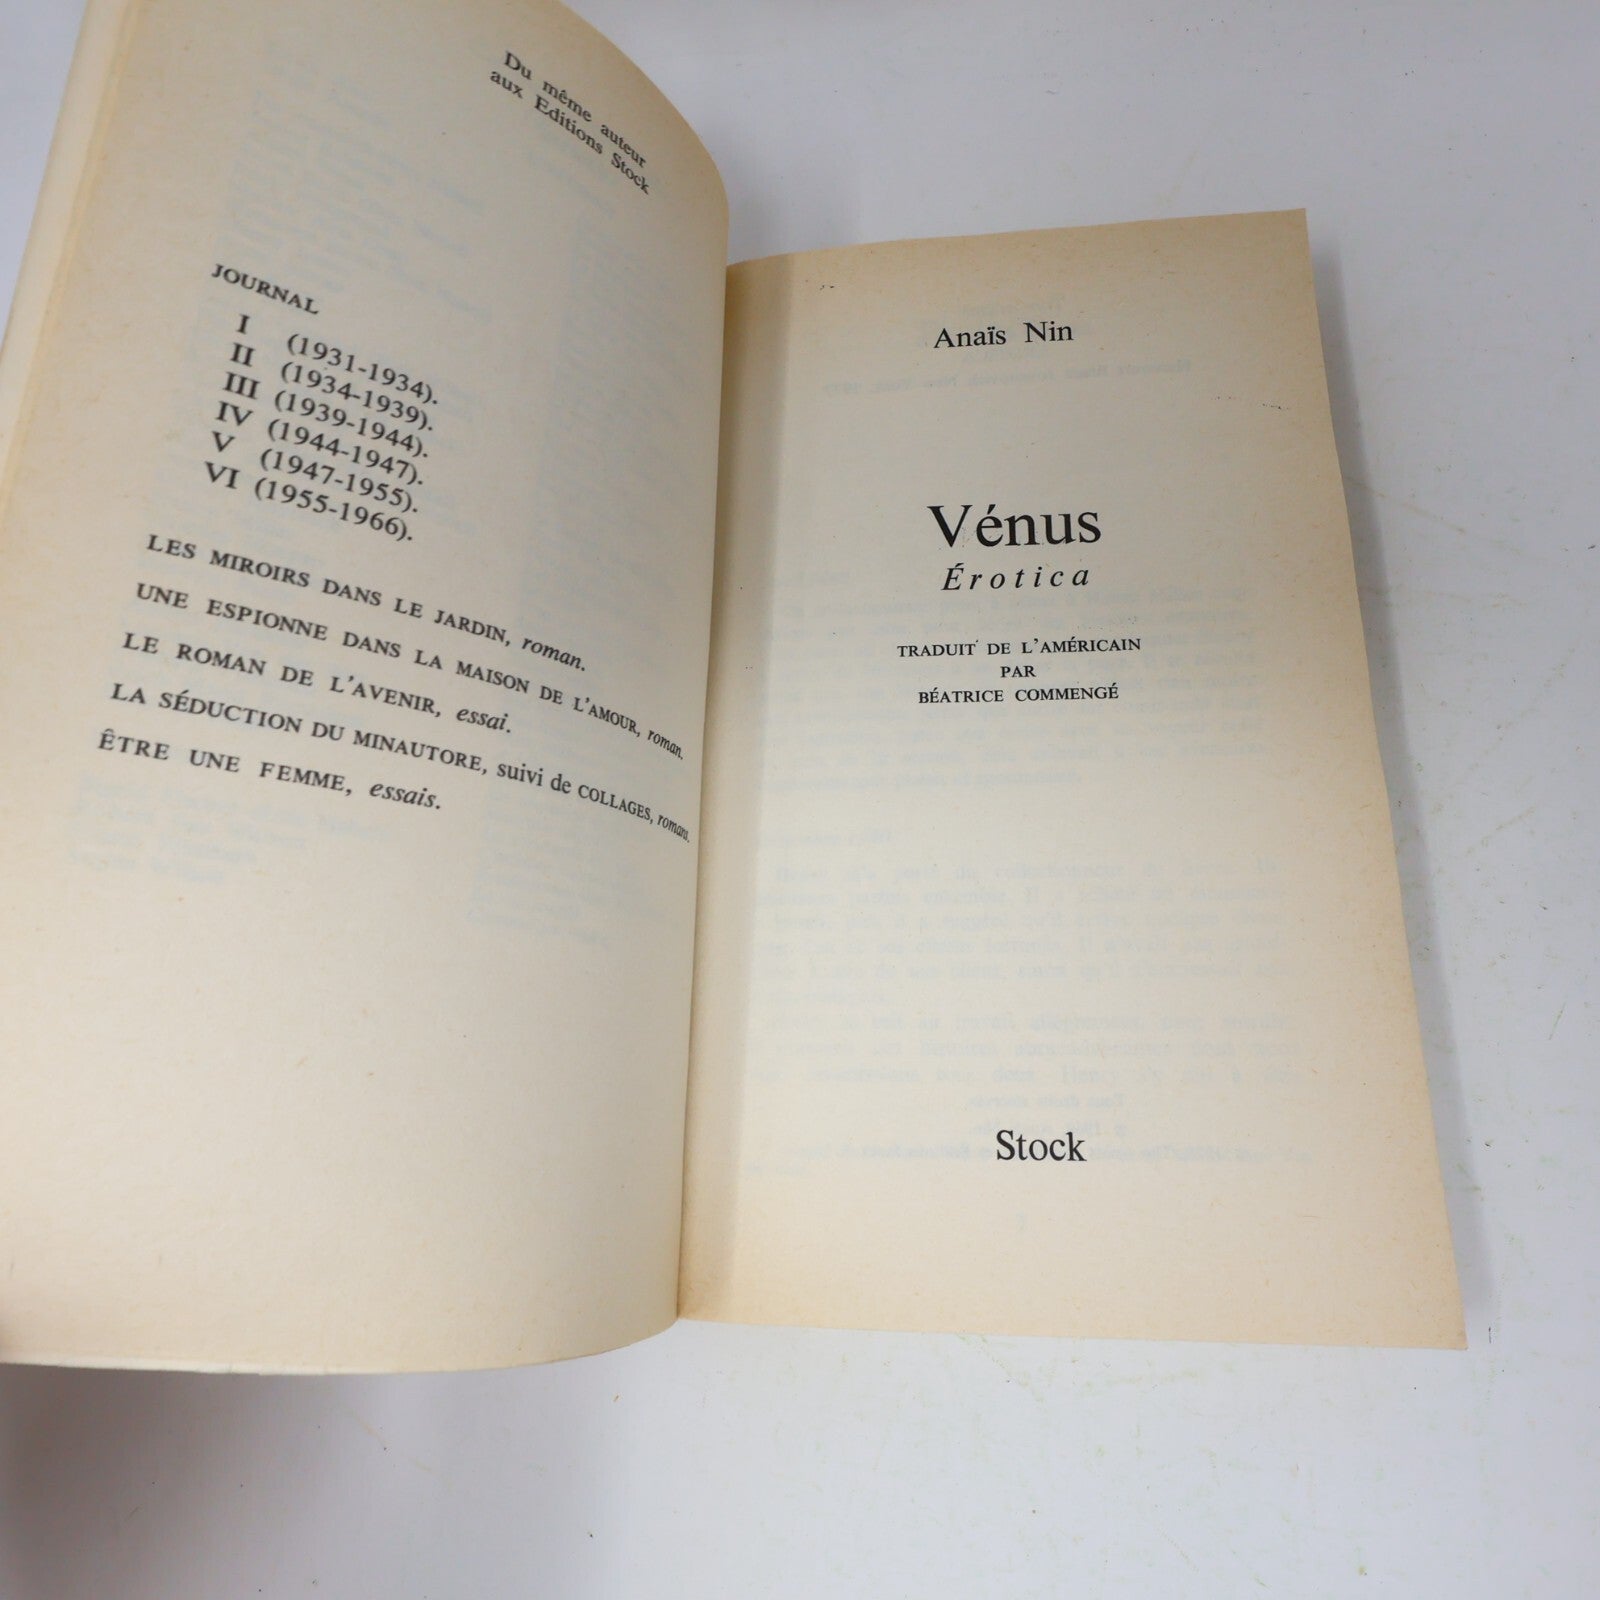 Du même auteur
aux Editions Stock
JOURNAL
I (1931-1934).
II (1934-1939).
III (1939-1944).
IV (1944-1947).
V (1947-1955).
VI (1955-1966).
LES MIROIRS DANS LE JARDIN, roman.
UNE ESPIONNE DANS LA MAISON DE L'AMOUR, roman.
LE ROMAN DE L'AVENIR, essai.
LA SÉDUCTION DU MINAUTORE, suivi de COLLAGES, romans.
ÊTRE UNE FEMME, essais.
Anaïs Nin
Vénus
Érotica
TRADUIT DE L'AMÉRICAIN
PAR
BÉATRICE COMMENGÉ
Stock